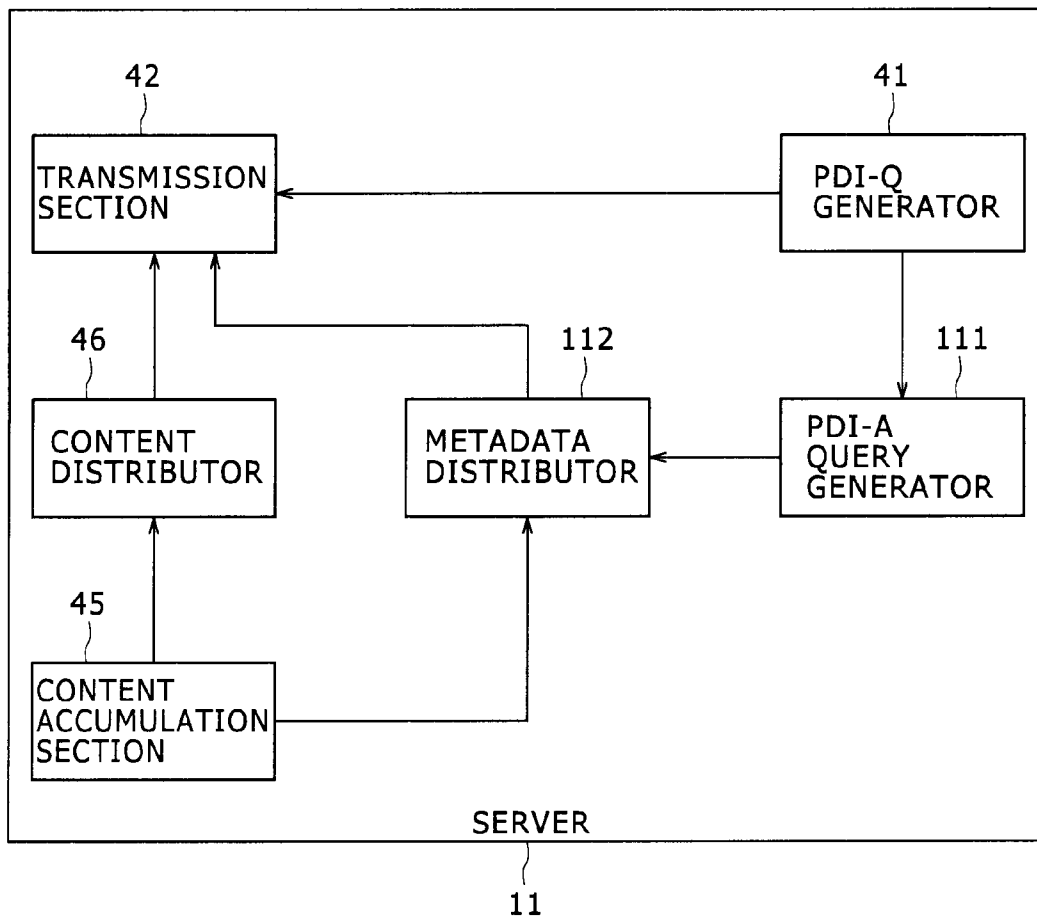 42
41
TRANSMISSION
SECTION
PDI-Q
GENERATOR
46
112
111
CONTENT
DISTRIBUTOR
METADATA
DISTRIBUTOR
PDI-A
QUERY
GENERATOR
45
CONTENT
ACCUMULATION
SECTION
SERVER
11